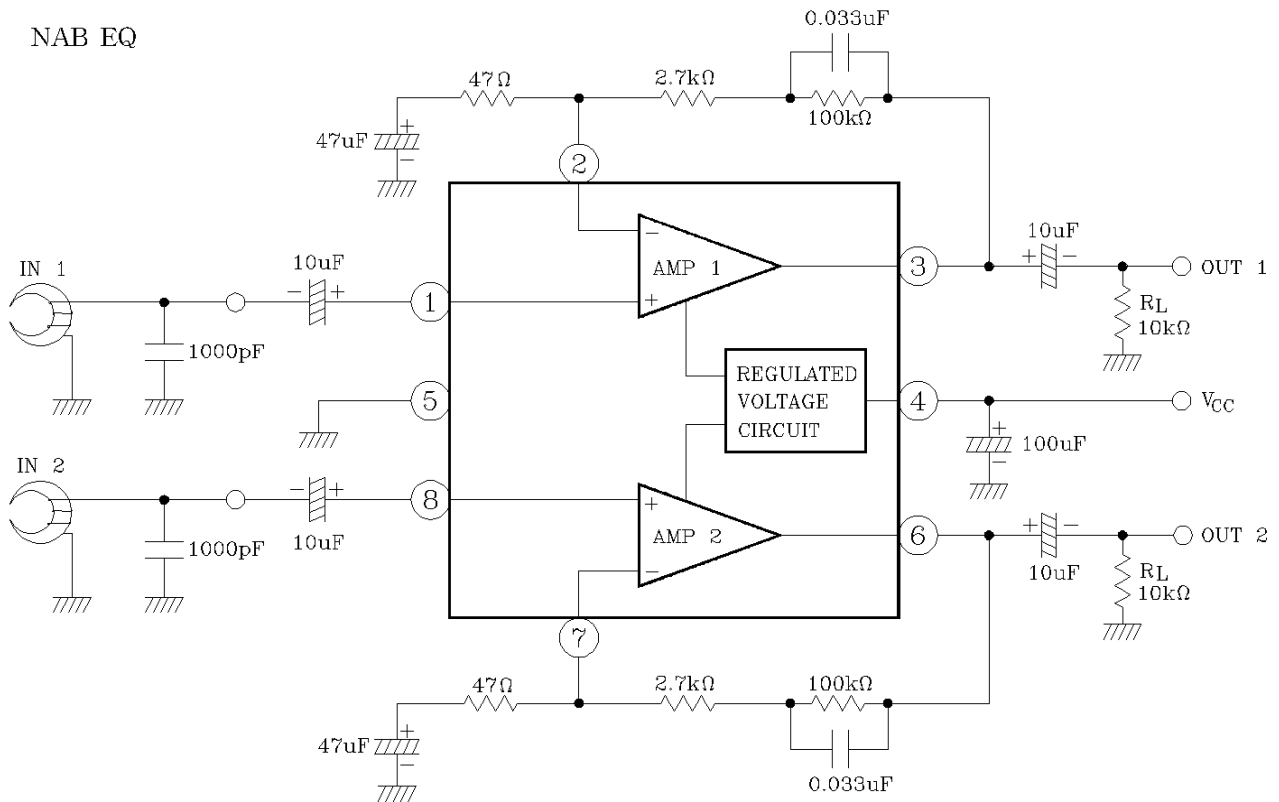 NAB EQ
0.033uF
47Ω
2.7kΩ
100kΩ
47uF
+
−
2
−
AMP 1
+
3
10uF
+ −
OUT 1
RL
10kΩ
IN 1
10uF
− +
1
1000pF
5
REGULATED
VOLTAGE
CIRCUIT
4
VCC
+
100uF
−
IN 2
− +
10uF
8
1000pF
+
AMP 2
−
6
+ −
10uF
OUT 2
RL
10kΩ
7
47Ω
2.7kΩ
100kΩ
47uF
+
−
0.033uF